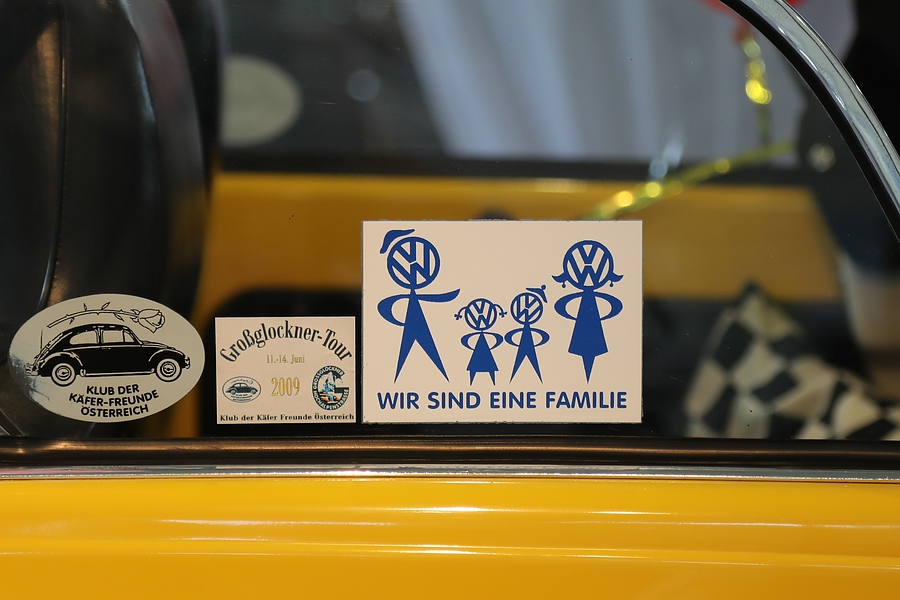 KLUB DER
KÄFER-FREUNDE
ÖSTERREICH
Großglockner-Tour
11.-14. Juni
2009
Klub der Käfer Freunde Österreich
WIR SIND EINE FAMILIE